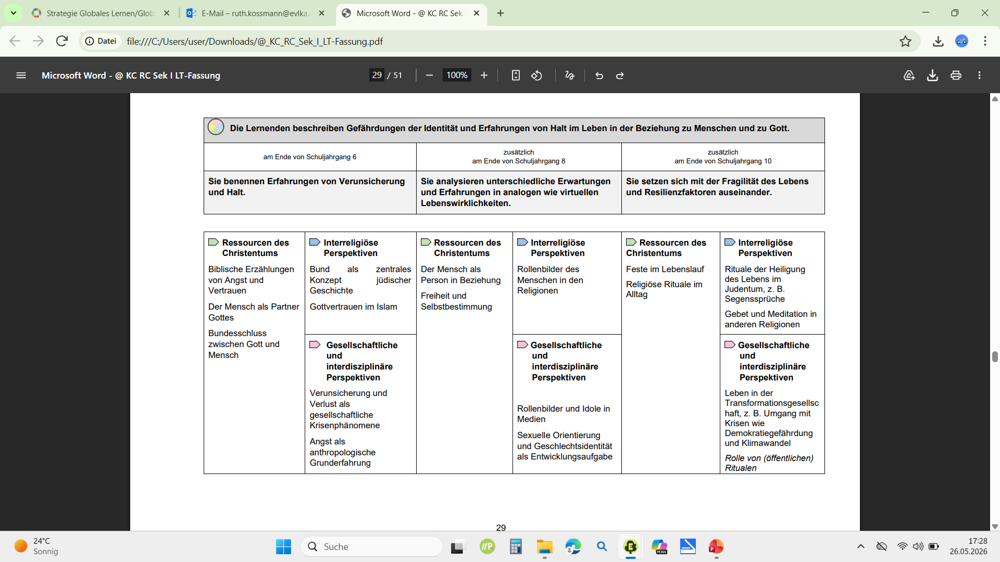 Strategie Globales Lernen/Glob
E-Mail – ruth.kossmann@evlka.
Microsoft Word - @ KC RC Sek I
Datei
file:///C:/Users/user/Downloads/@_KC_RC_Sek_I_LT-Fassung.pdf
Microsoft Word - @ KC RC Sek I LT-Fassung
29 / 51
100%
Die Lernenden beschreiben Gefährdungen der Identität und Erfahrungen von Halt im Leben in der Beziehung zu Menschen und zu Gott.
am Ende von Schuljahrgang 6
zusätzlich
am Ende von Schuljahrgang 8
zusätzlich
am Ende von Schuljahrgang 10
Sie benennen Erfahrungen von Verunsicherung
und Halt.
Sie analysieren unterschiedliche Erwartungen
und Erfahrungen in analogen wie virtuellen
Lebenswirklichkeiten.
Sie setzen sich mit der Fragilität des Lebens
und Resilienzfaktoren auseinander.
Ressourcen des
Christentums
Biblische Erzählungen
von Angst und
Vertrauen
Der Mensch als Partner
Gottes
Bundesschluss
zwischen Gott und
Mensch
Interreligiöse
Perspektiven
Bund als zentrales
Konzept jüdischer
Geschichte
Gottvertrauen im Islam
Gesellschaftliche
und
interdisziplinäre
Perspektiven
Verunsicherung und
Verlust als
gesellschaftliche
Krisenphänomene
Angst als
anthropologische
Grunderfahrung
Ressourcen des
Christentums
Der Mensch als
Person in Beziehung
Freiheit und
Selbstbestimmung
Interreligiöse
Perspektiven
Rollenbilder des
Menschen in den
Religionen
Gesellschaftliche
und
interdisziplinäre
Perspektiven
Rollenbilder und Idole in
Medien
Sexuelle Orientierung
und Geschlechtsidentität
als Entwicklungsaufgabe
Ressourcen des
Christentums
Feste im Lebenslauf
Religiöse Rituale im
Alltag
Interreligiöse
Perspektiven
Rituale der Heiligung
des Lebens im
Judentum, z. B.
Segenssprüche
Gebet und Meditation in
anderen Religionen
Gesellschaftliche
und
interdisziplinäre
Perspektiven
Leben in der
Transformationsgesellsc
haft, z. B. Umgang mit
Krisen wie
Demokratiegefährdung
und Klimawandel
Rolle von (öffentlichen)
Ritualen
29
24°C
Sonnig
Suche
M365
17:28
26.05.2026